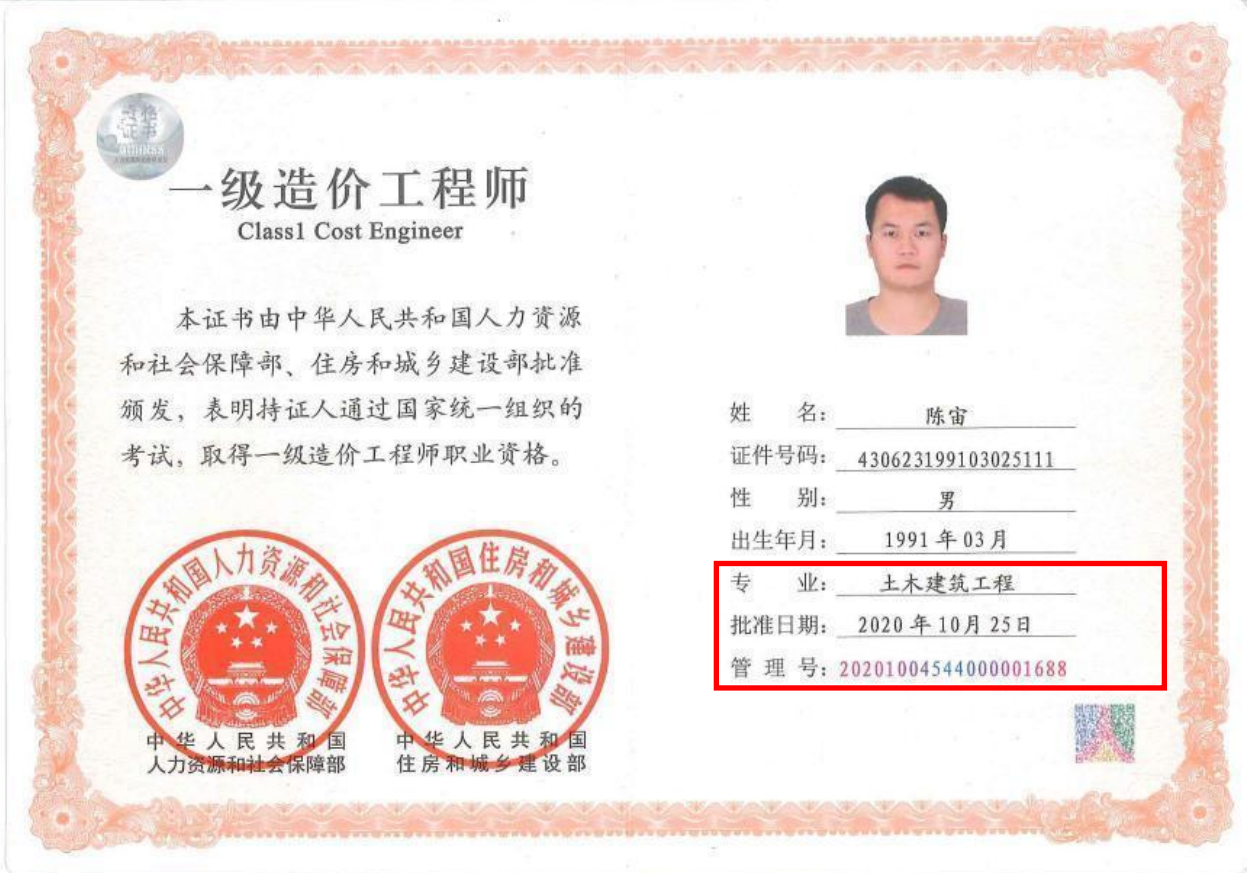 资格
证书
一级造价工程师
Class1 Cost Engineer
本证书由中华人民共和国人力资源
和社会保障部、住房和城乡建设部批准
颁发，表明持证人通过国家统一组织的
考试，取得一级造价工程师职业资格。
中华人民共和国人力资源和社会保障部
中华人民共和国住房和城乡建设部
中华人民共和国
人力资源和社会保障部
中华人民共和国
住房和城乡建设部
姓 名： 陈宙
证件号码： 430623199103025111
性 别： 男
出生年月： 1991年03月
专 业： 土木建筑工程
批准日期： 2020年10月25日
管 理 号：20201004544000001688